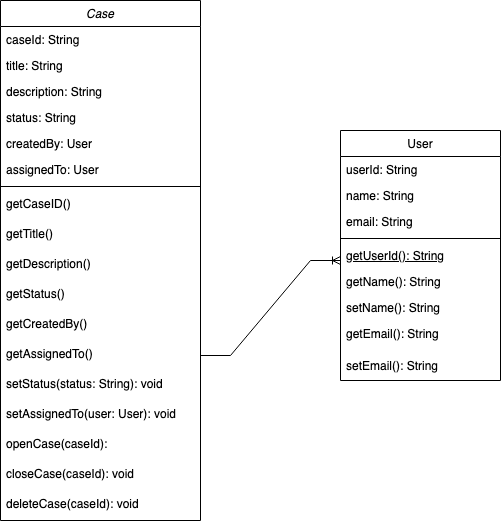 Case
caseId: String
title: String
description: String
status: String
createdBy: User
assignedTo: User
getCaseID()
getTitle()
getDescription()
getStatus()
getCreatedBy()
getAssignedTo()
setStatus(status: String): void
setAssignedTo(user: User): void
openCase(caseId):
closeCase(caseId): void
deleteCase(caseId): void
User
userId: String
name: String
email: String
getUserId(): String
getName(): String
setName(): String
getEmail(): String
setEmail(): String